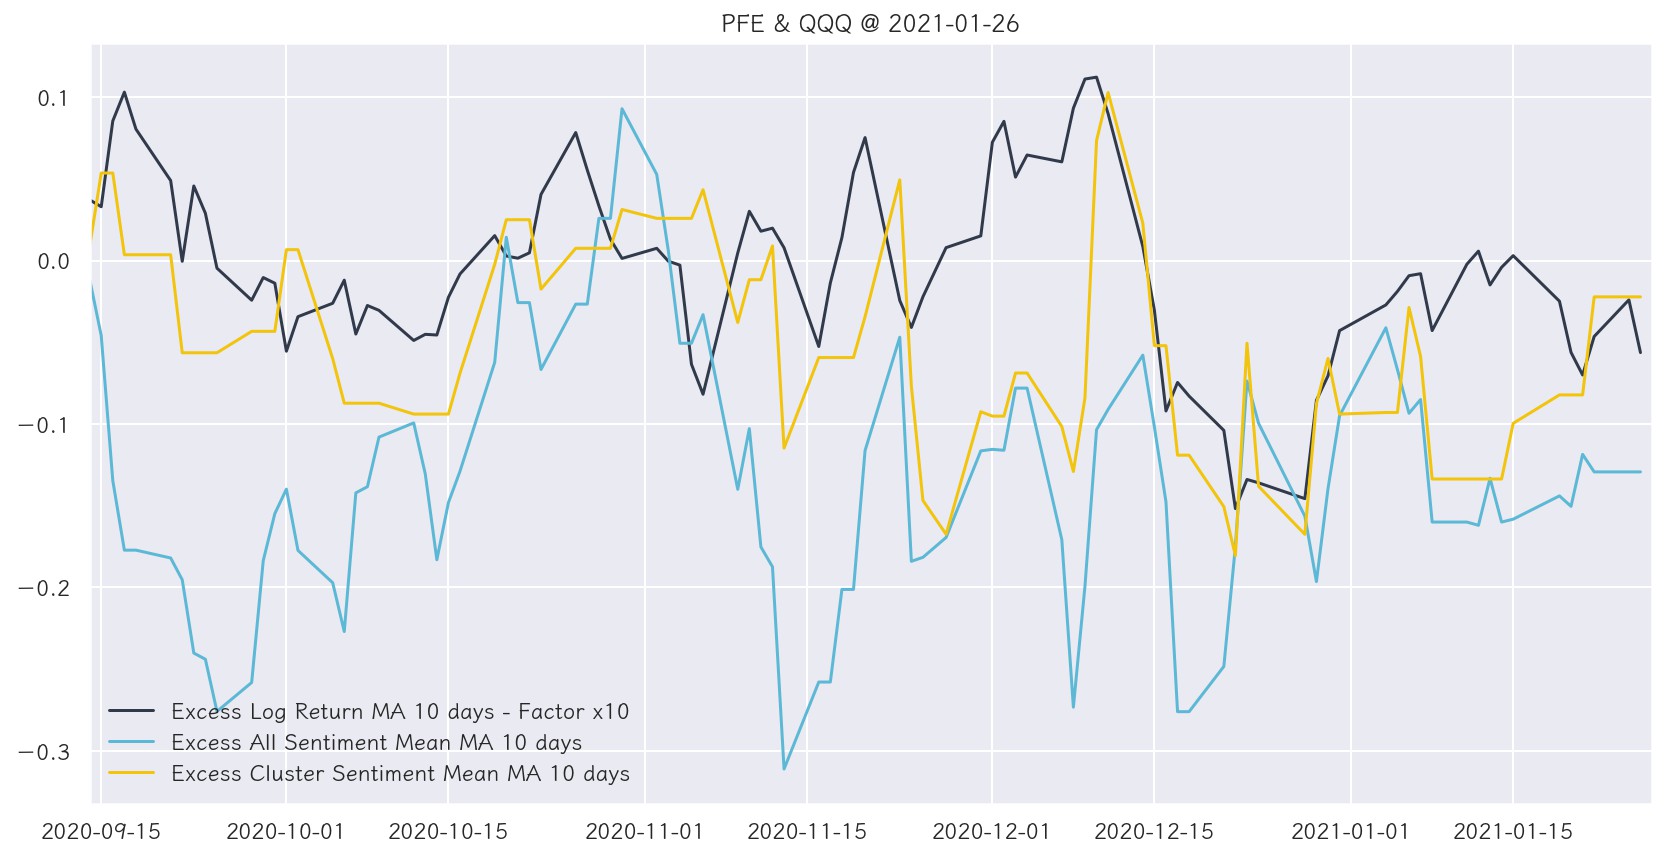 PFE & QQQ @ 2021-01-26
0.1
0.0
−0.1
−0.2
−0.3
Excess Log Return MA 10 days - Factor x10
Excess All Sentiment Mean MA 10 days
Excess Cluster Sentiment Mean MA 10 days
2020-09-15 2020-10-01 2020-10-15 2020-11-01 2020-11-15 2020-12-01 2020-12-15 2021-01-01 2021-01-15